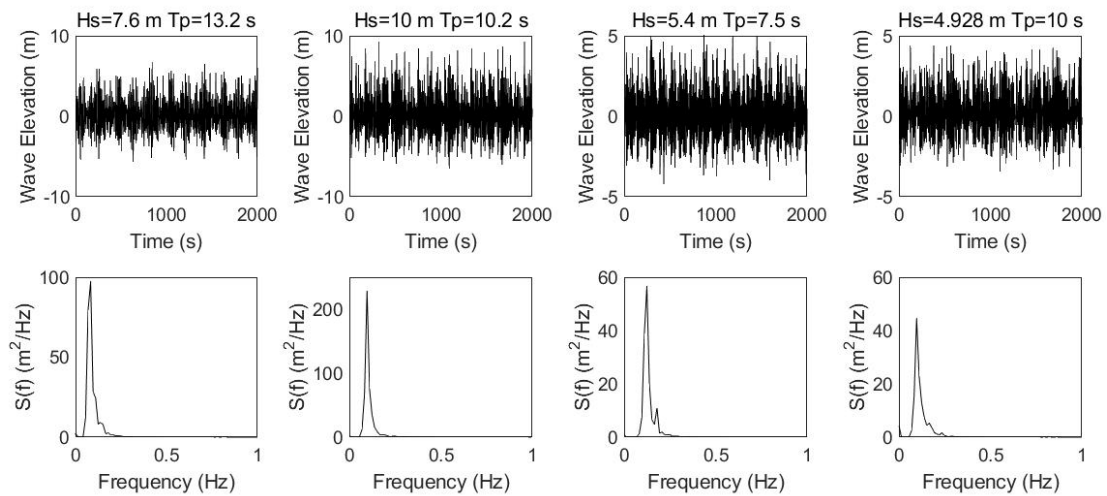 Hs=7.6 m Tp=13.2 s
Wave Elevation (m)
10
0
-10
0
1000
2000
Time (s)
Hs=10 m Tp=10.2 s
Wave Elevation (m)
10
0
-10
0
1000
2000
Time (s)
Hs=5.4 m Tp=7.5 s
Wave Elevation (m)
5
0
-5
0
1000
2000
Time (s)
Hs=4.928 m Tp=10 s
Wave Elevation (m)
5
0
-5
0
1000
2000
Time (s)
S(f) (m²/Hz)
100
50
0
0
0.5
1
Frequency (Hz)
S(f) (m²/Hz)
200
100
0
0
0.5
1
Frequency (Hz)
S(f) (m²/Hz)
60
40
20
0
0
0.5
1
Frequency (Hz)
S(f) (m²/Hz)
60
40
20
0
0
0.5
1
Frequency (Hz)